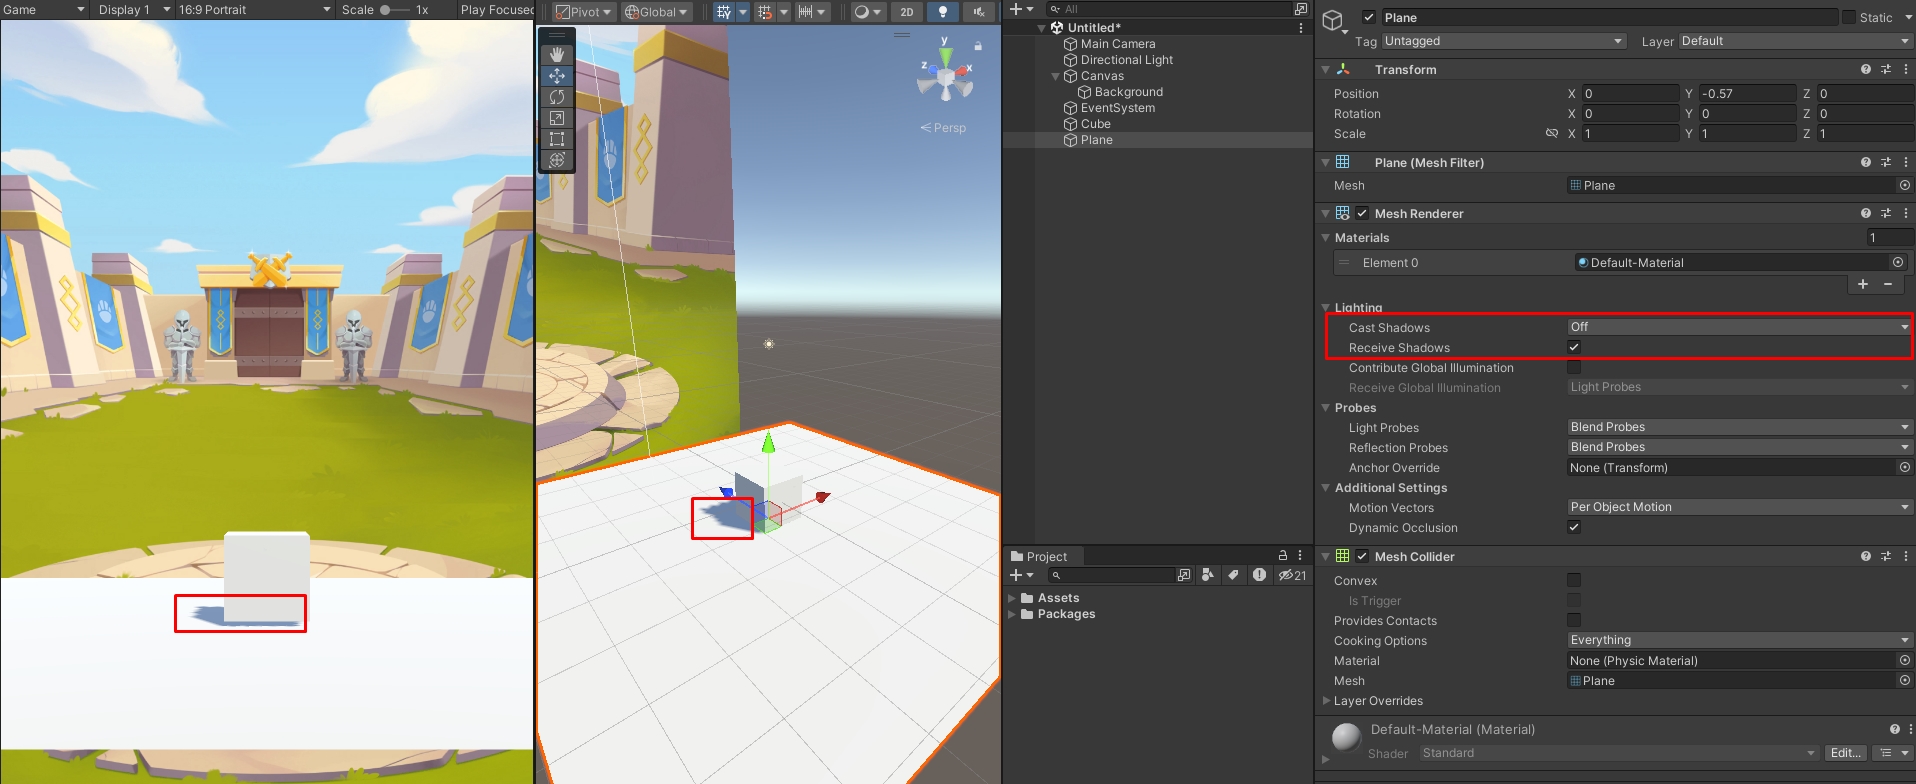 Game Display 1 16:9 Portrait Scale 1x Play Focused
Pivot Global 2D
y
z x
Persp
All
Untitled*
Main Camera
Directional Light
Canvas
Background
EventSystem
Cube
Plane
Project
21
Assets
Packages
Plane Static
Tag Untagged Layer Default
Transform
Position X 0 Y -0.57 Z 0
Rotation X 0 Y 0 Z 0
Scale X 1 Y 1 Z 1
Plane (Mesh Filter)
Mesh Plane
Mesh Renderer
Materials 1
Element 0 Default-Material
Lighting
Cast Shadows Off
Receive Shadows
Contribute Global Illumination
Receive Global Illumination Light Probes
Probes
Light Probes Blend Probes
Reflection Probes Blend Probes
Anchor Override None (Transform)
Additional Settings
Motion Vectors Per Object Motion
Dynamic Occlusion
Mesh Collider
Convex
Is Trigger
Provides Contacts
Cooking Options Everything
Material None (Physic Material)
Mesh Plane
Layer Overrides
Default-Material (Material)
Shader Standard Edit...